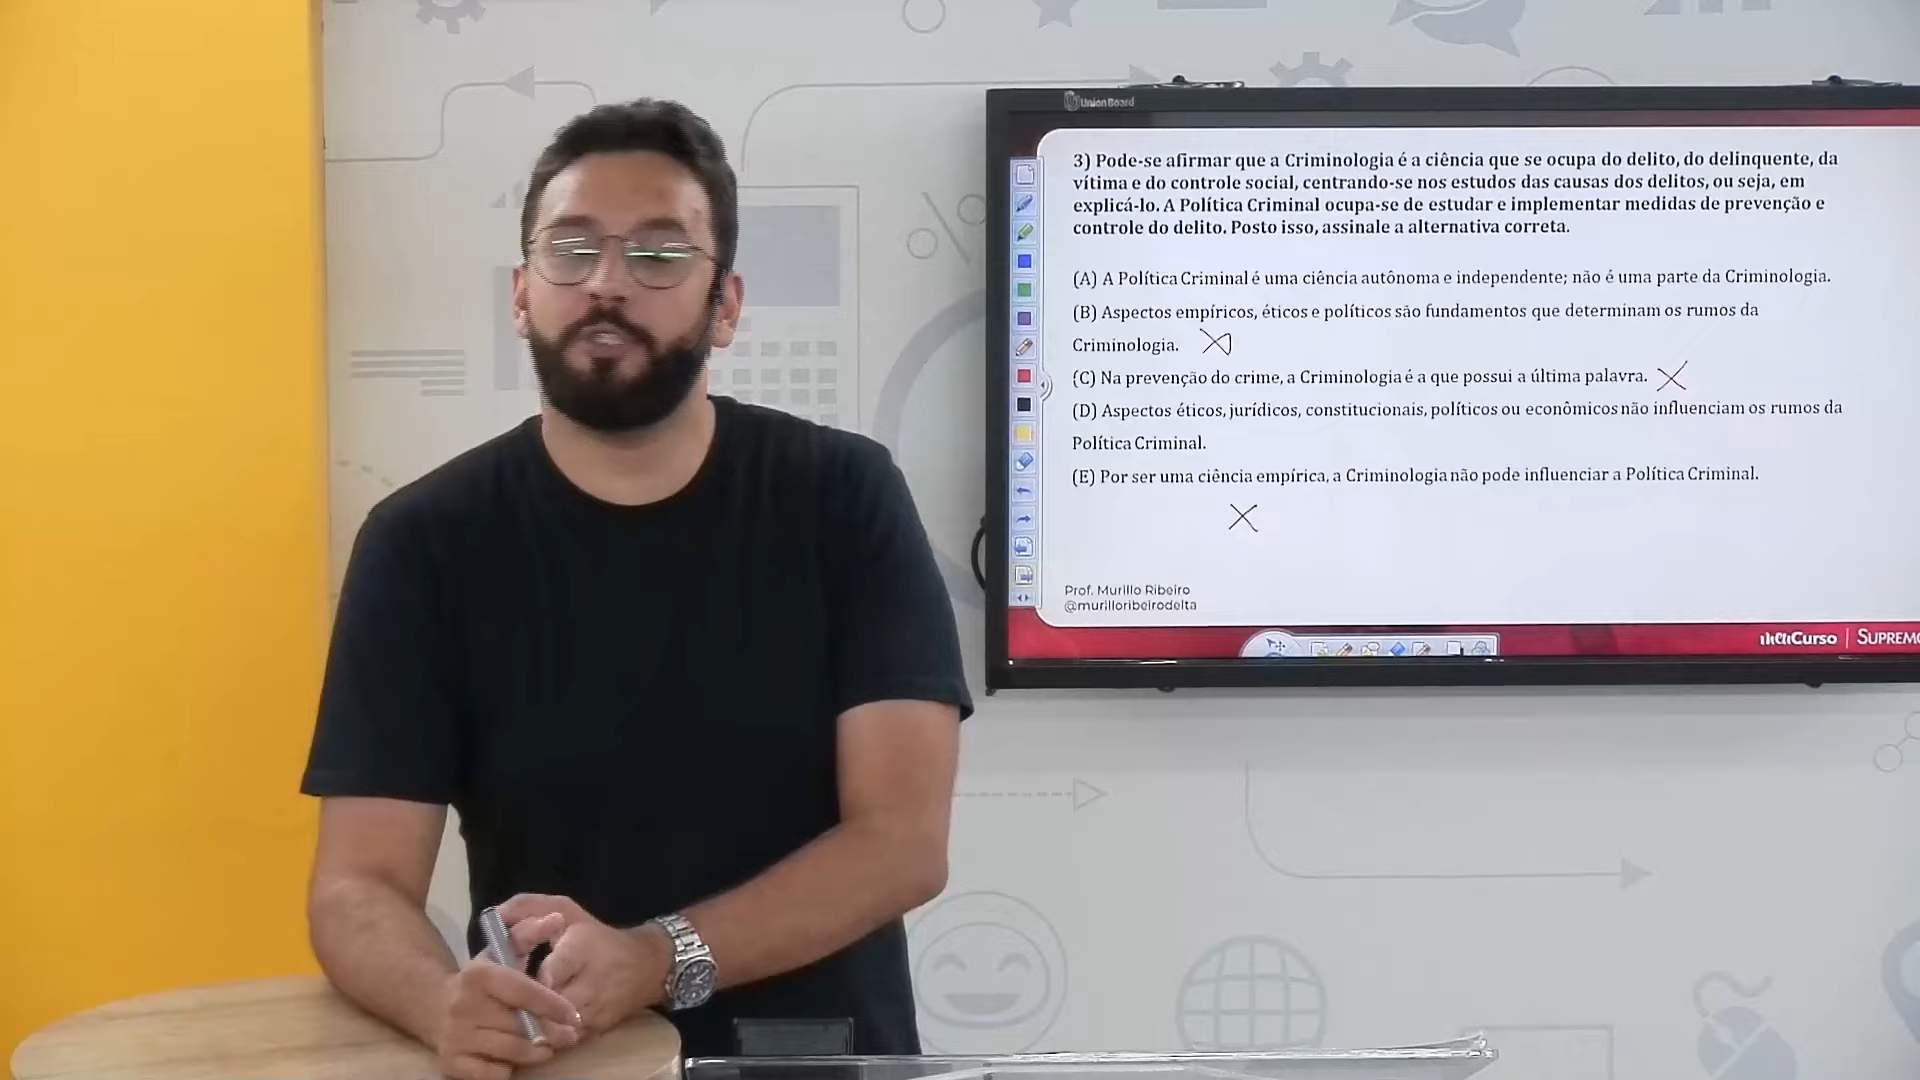 UnionBoard
3) Pode-se afirmar que a Criminologia é a ciência que se ocupa do delito, do delinquente, da
vítima e do controle social, centrando-se nos estudos das causas dos delitos, ou seja, em
explicá-lo. A Política Criminal ocupa-se de estudar e implementar medidas de prevenção e
controle do delito. Posto isso, assinale a alternativa correta.
(A) A Política Criminal é uma ciência autônoma e independente; não é uma parte da Criminologia.
(B) Aspectos empíricos, éticos e políticos são fundamentos que determinam os rumos da
Criminologia.
(C) Na prevenção do crime, a Criminologia é a que possui a última palavra.
(D) Aspectos éticos, jurídicos, constitucionais, políticos ou econômicos não influenciam os rumos da
Política Criminal.
(E) Por ser uma ciência empírica, a Criminologia não pode influenciar a Política Criminal.
Prof. Murillo Ribeiro
@murilloribeirodelta
Curso | SUPREMO